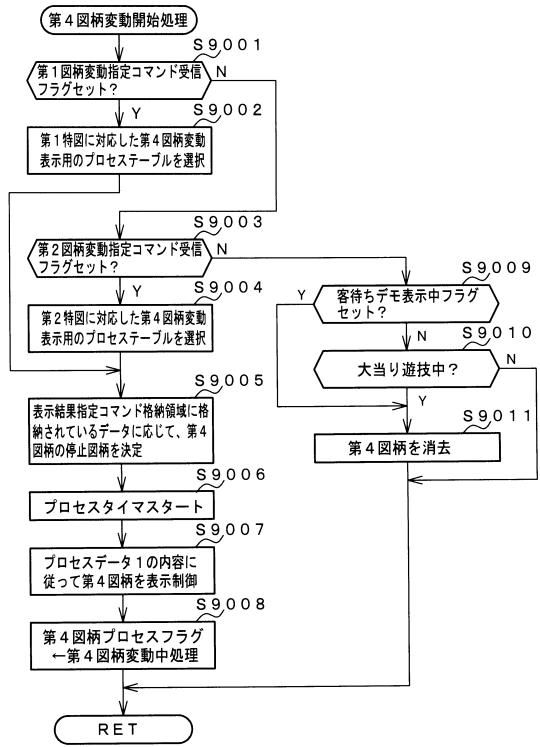 第４図柄変動開始処理
Ｓ９００１
第１図柄変動指定コマンド受信
フラグセット？
Ｎ
Ｙ
Ｓ９００２
第１特図に対応した第４図柄変動
表示用のプロセステーブルを選択
Ｓ９００３
第２図柄変動指定コマンド受信
フラグセット？
Ｎ
Ｙ
Ｓ９００４
第２特図に対応した第４図柄変動
表示用のプロセステーブルを選択
Ｓ９００９
客待ちデモ表示中フラグ
セット？
Ｙ
Ｎ
Ｓ９０１０
大当り遊技中？
Ｎ
Ｙ
Ｓ９０１１
第４図柄を消去
Ｓ９００５
表示結果指定コマンド格納領域に格
納されているデータに応じて、第４
図柄の停止図柄を決定
Ｓ９００６
プロセスタイマスタート
Ｓ９００７
プロセスデータ１の内容に
従って第４図柄を表示制御
Ｓ９００８
第４図柄プロセスフラグ
←第４図柄変動中処理
ＲＥＴ